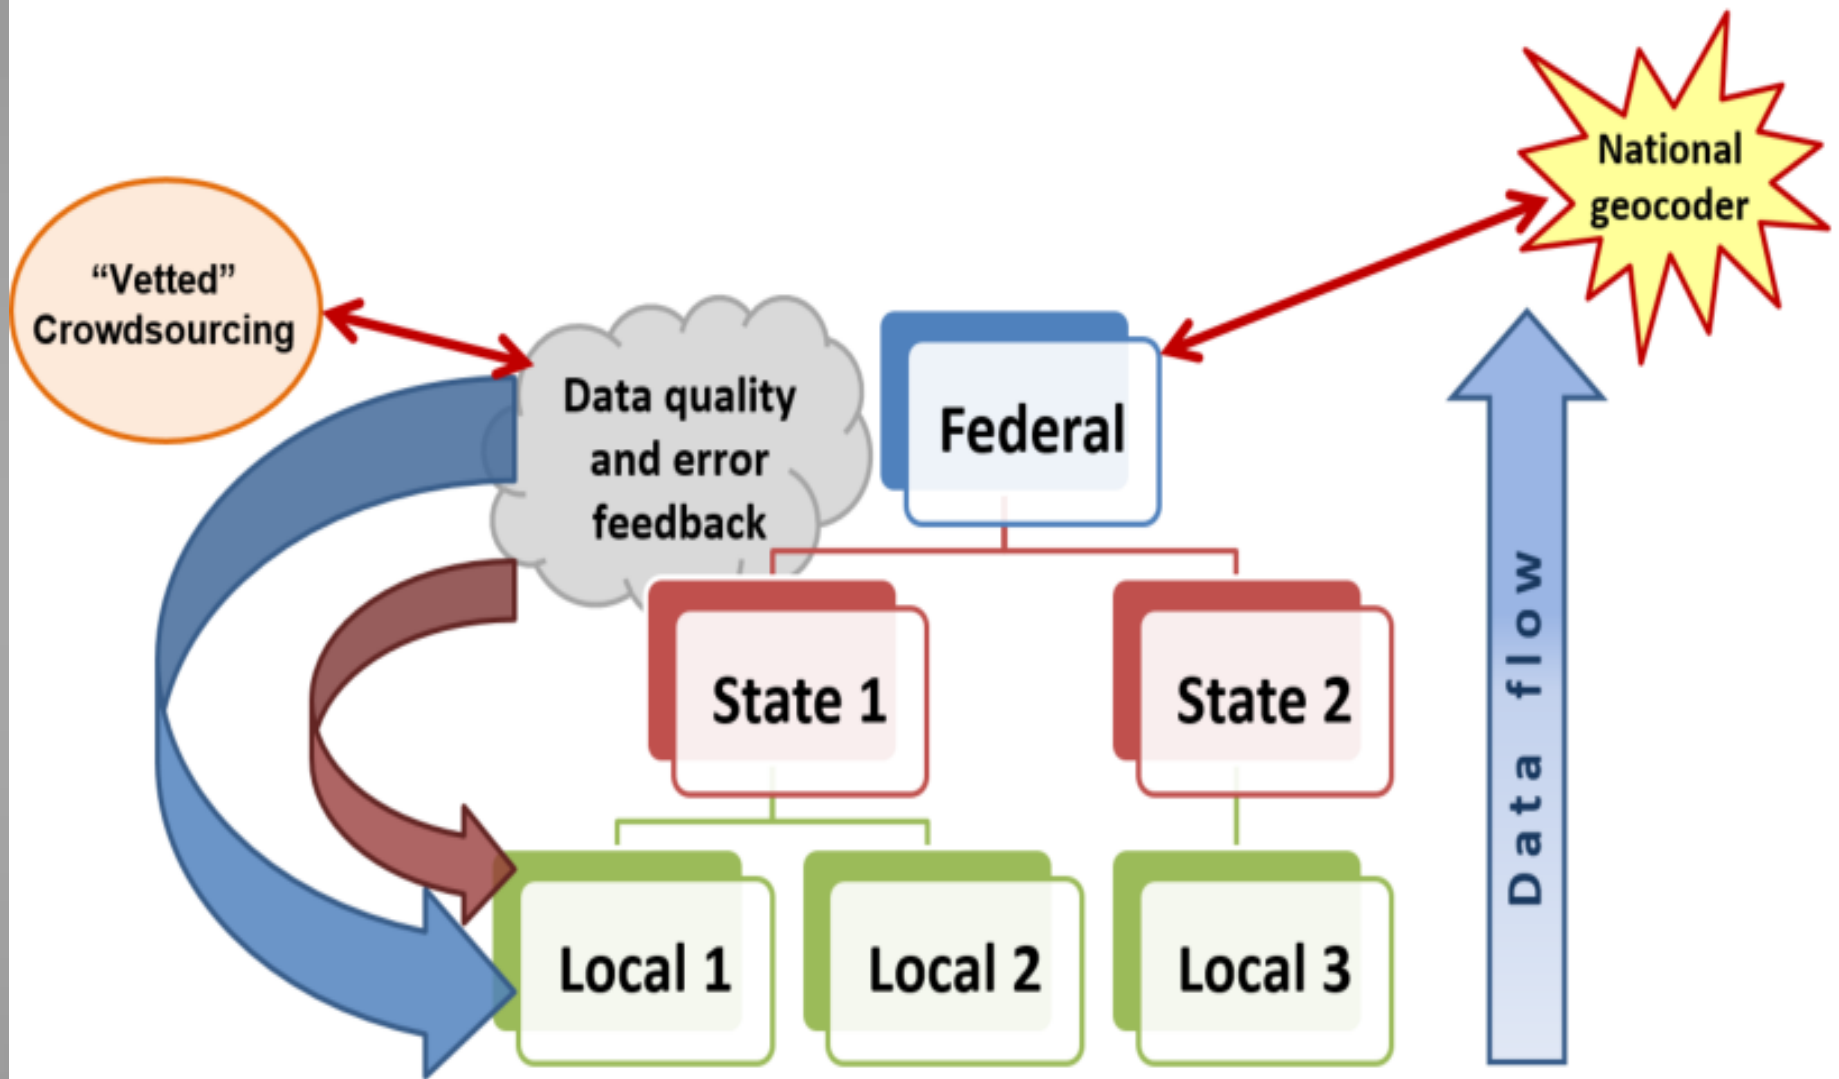 National
geocoder
“Vetted”
Crowdsourcing
Data quality
and error
feedback
Federal
State 1
State 2
Data flow
Local 1
Local 2
Local 3